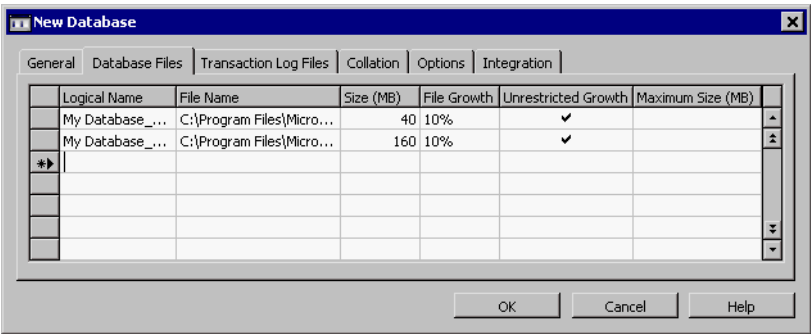 New Database
General Database Files Transaction Log Files Collation Options Integration
Logical Name File Name Size (MB) File Growth Unrestricted Growth Maximum Size (MB)
My Database_... C:\Program Files\Micro... 40 10%
My Database_... C:\Program Files\Micro... 160 10%
OK Cancel Help